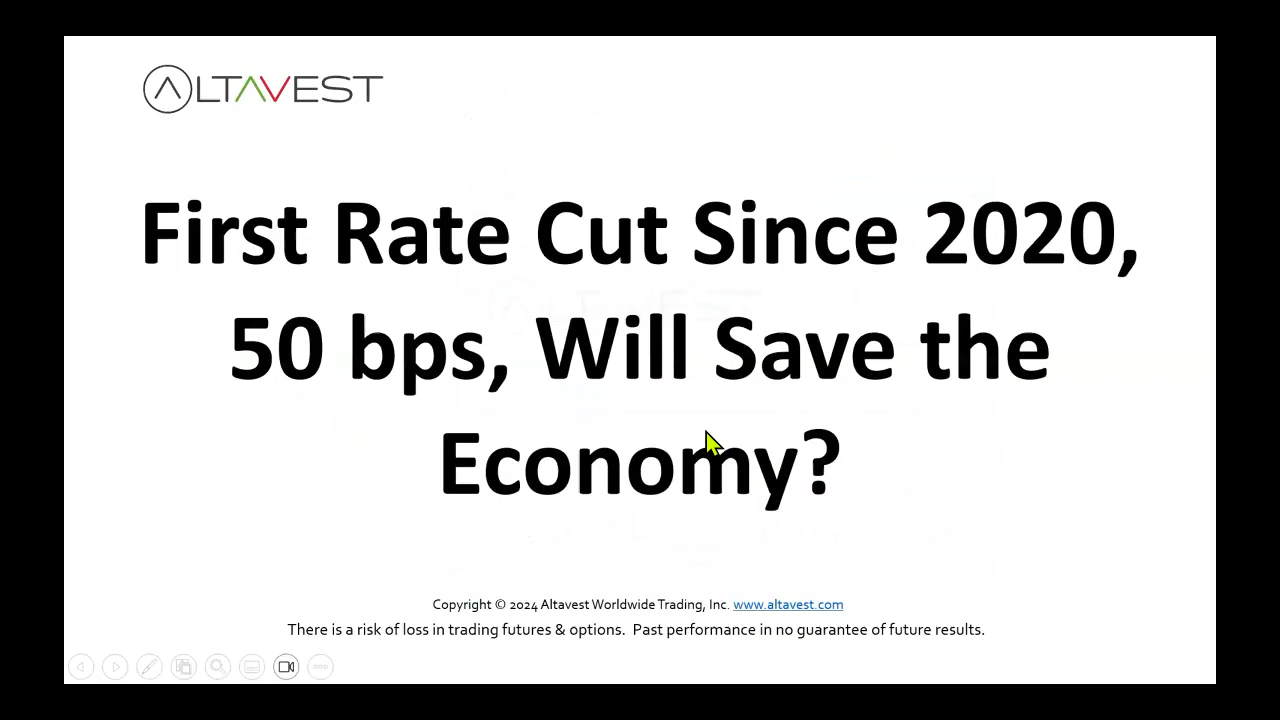 ALTAVEST
First Rate Cut Since 2020,
50 bps, Will Save the
Economy?
Copyright © 2024 Altavest Worldwide Trading, Inc. www.altavest.com
There is a risk of loss in trading futures & options.  Past performance in no guarantee of future results.